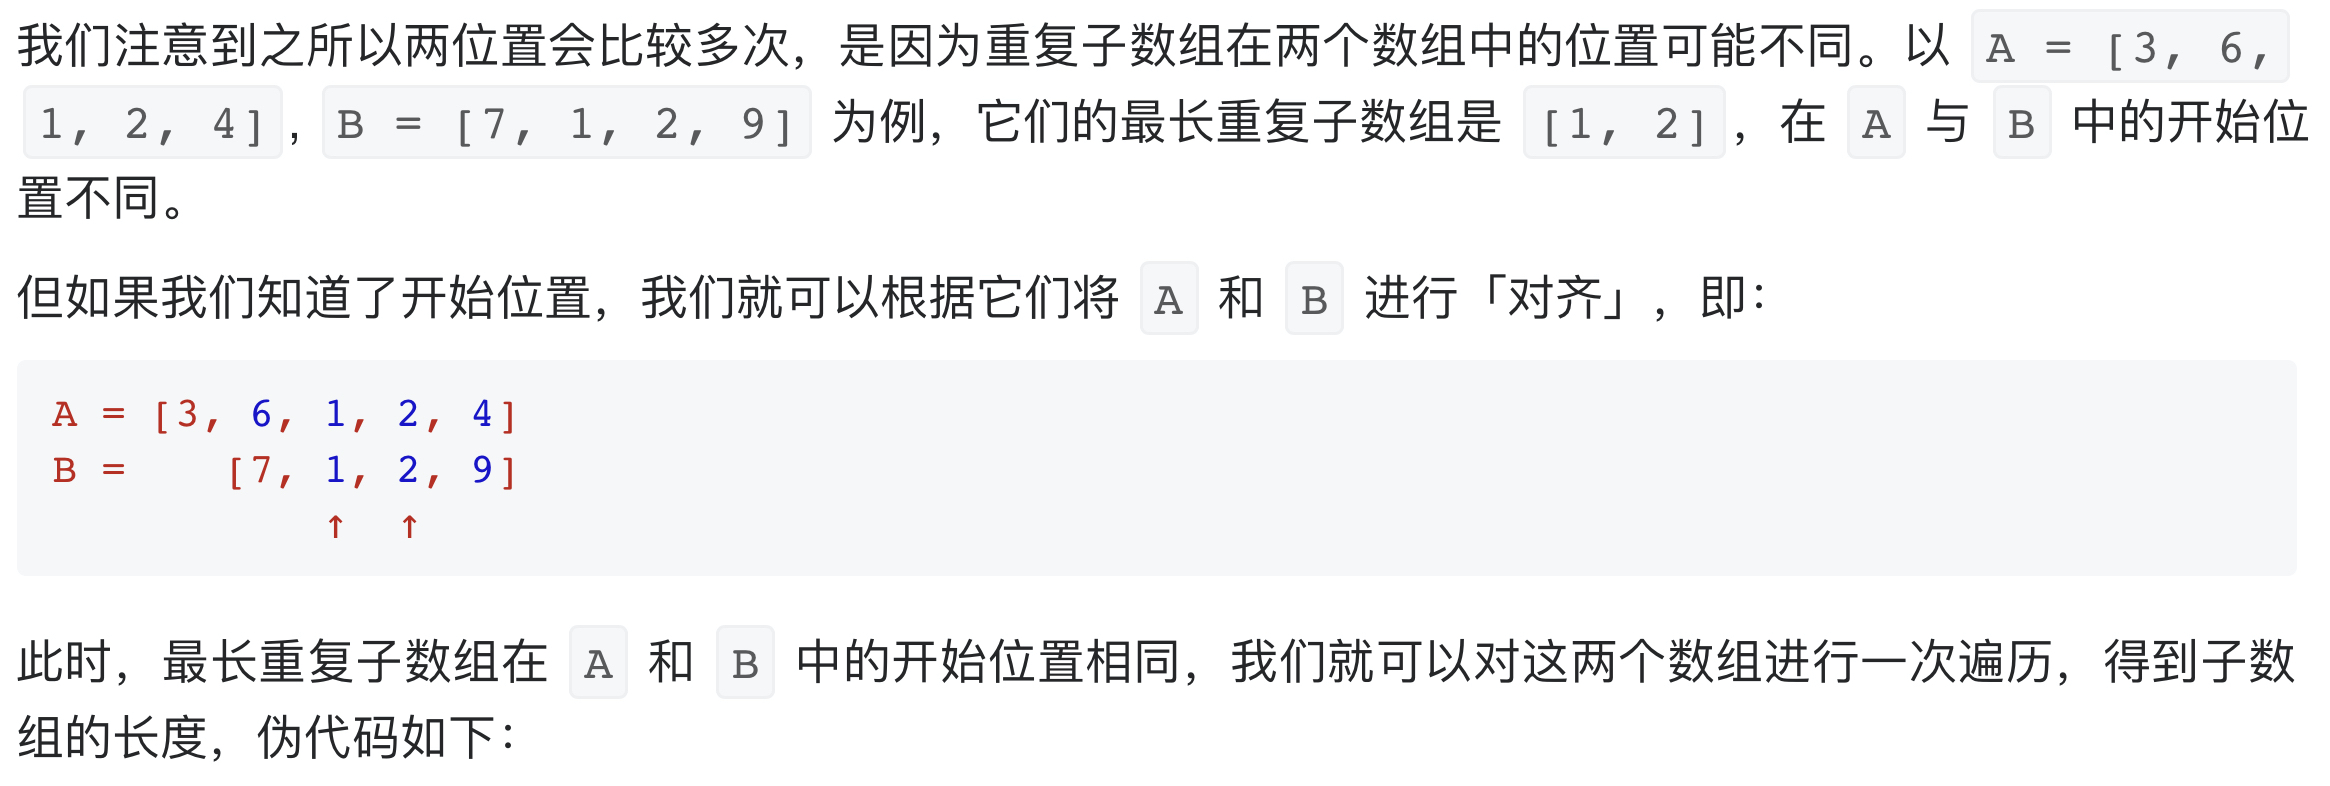 我们注意到之所以两位置会比较多次，是因为重复子数组在两个数组中的位置可能不同。以 A = [3, 6,
1, 2, 4], B = [7, 1, 2, 9] 为例，它们的最长重复子数组是 [1, 2]，在 A 与 B 中的开始位
置不同。
但如果我们知道了开始位置，我们就可以根据它们将 A 和 B 进行「对齐」，即：
A = [3, 6, 1, 2, 4]
B =    [7, 1, 2, 9]
           ↑  ↑
此时，最长重复子数组在 A 和 B 中的开始位置相同，我们就可以对这两个数组进行一次遍历，得到子数
组的长度，伪代码如下：